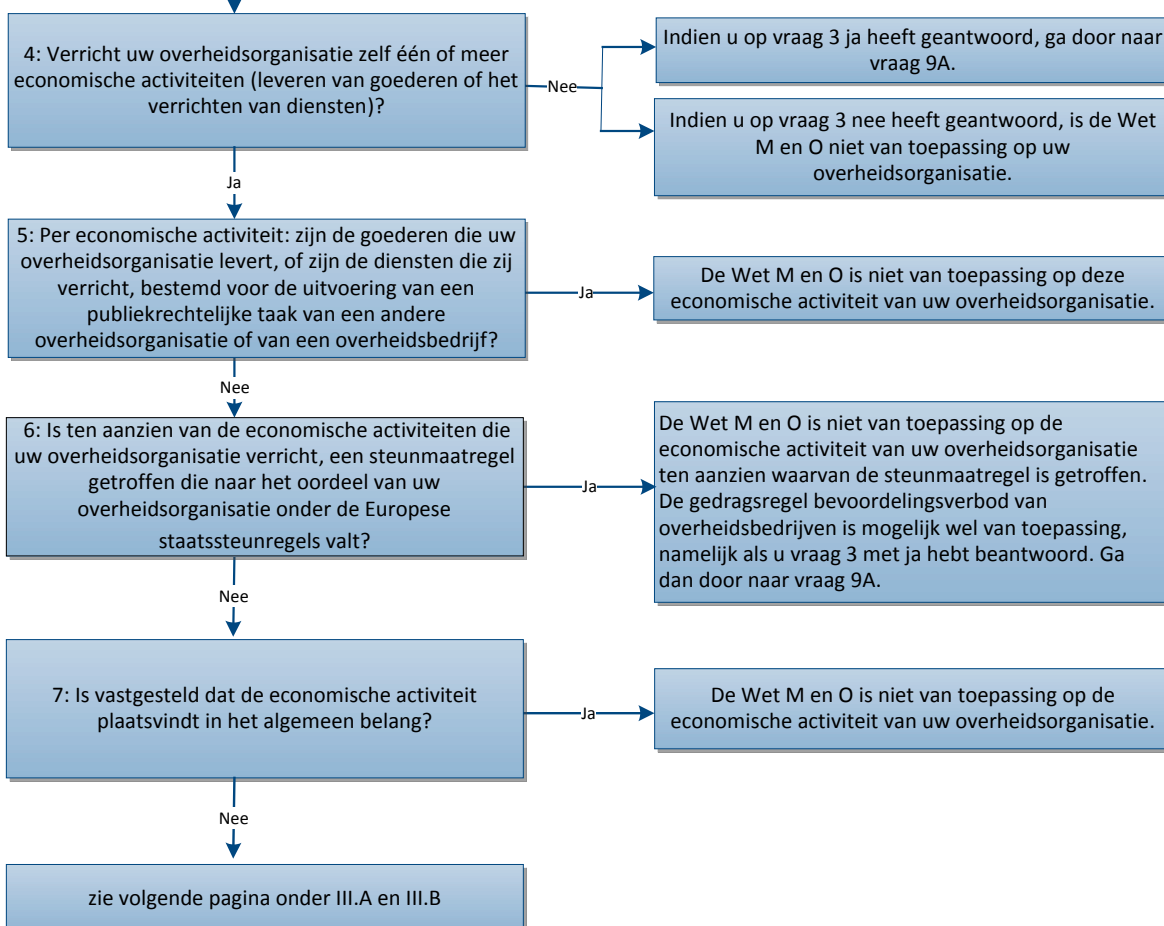 4: Verricht uw overheidsorganisatie zelf één of meer
economische activiteiten (leveren van goederen of het
verrichten van diensten)?
Nee
Indien u op vraag 3 ja heeft geantwoord, ga door naar
vraag 9A.
Indien u op vraag 3 nee heeft geantwoord, is de Wet
M en O niet van toepassing op uw
overheidsorganisatie.
Ja
5: Per economische activiteit: zijn de goederen die uw
overheidsorganisatie levert, of zijn de diensten die zij
verricht, bestemd voor de uitvoering van een
publiekrechtelijke taak van een andere
overheidsorganisatie of van een overheidsbedrijf?
Ja
De Wet M en O is niet van toepassing op deze
economische activiteit van uw overheidsorganisatie.
Nee
6: Is ten aanzien van de economische activiteiten die
uw overheidsorganisatie verricht, een steunmaatregel
getroffen die naar het oordeel van uw
overheidsorganisatie onder de Europese
staatssteunregels valt?
Ja
De Wet M en O is niet van toepassing op de
economische activiteit van uw overheidsorganisatie
ten aanzien waarvan de steunmaatregel is getroffen.
De gedragsregel bevoordelingsverbod van
overheidsbedrijven is mogelijk wel van toepassing,
namelijk als u vraag 3 met ja hebt beantwoord. Ga
dan door naar vraag 9A.
Nee
7: Is vastgesteld dat de economische activiteit
plaatsvindt in het algemeen belang?
Ja
De Wet M en O is niet van toepassing op de
economische activiteit van uw overheidsorganisatie.
Nee
zie volgende pagina onder III.A en III.B